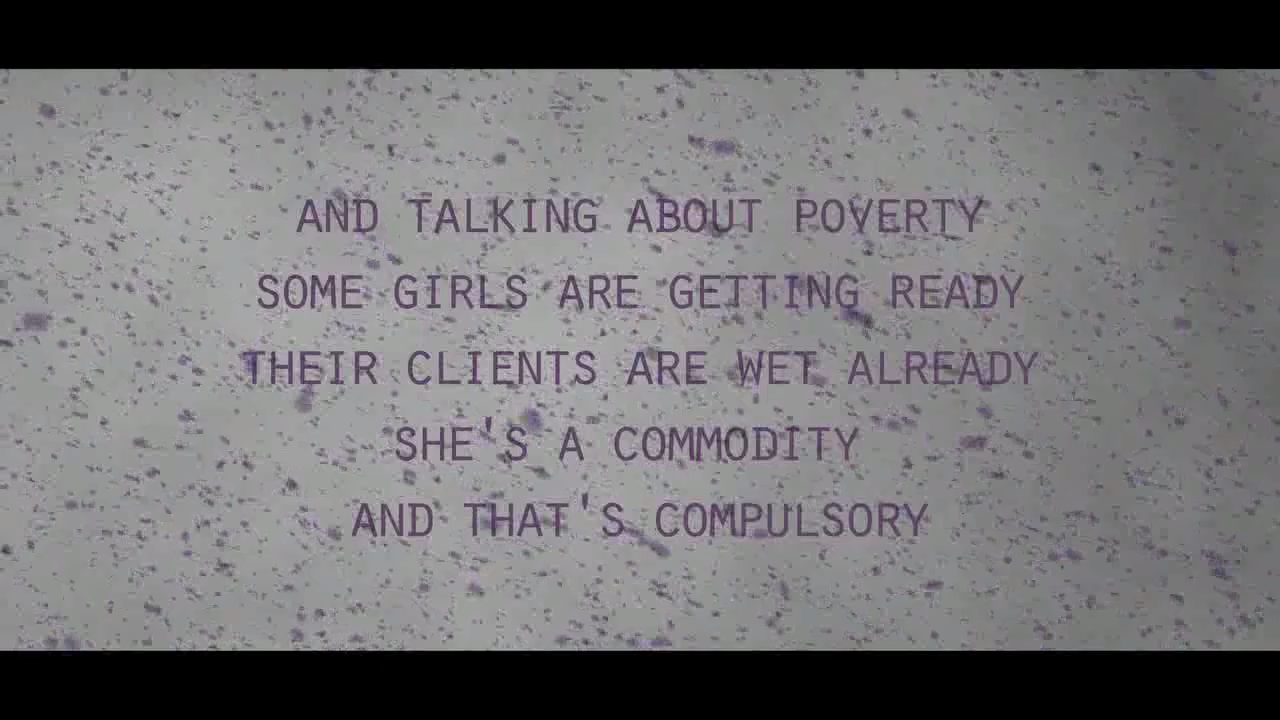 AND TALKING ABOUT POVERTY
SOME GIRLS ARE GETTING READY
THEIR CLIENTS ARE WET ALREADY
SHE'S A COMMODITY
AND THAT'S COMPULSORY